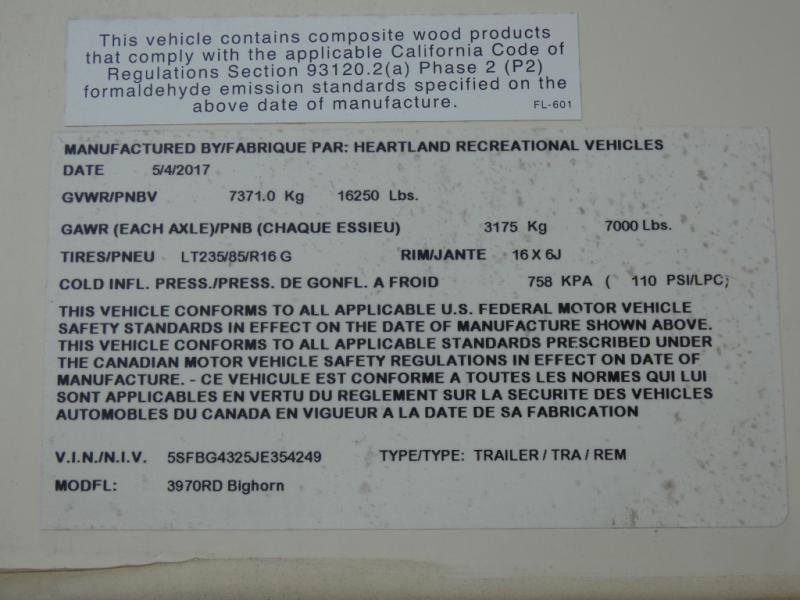 This vehicle contains composite wood products
that comply with the applicable California Code of
Regulations Section 93120.2(a) Phase 2 (P2)
formaldehyde emission standards specified on the
above date of manufacture. FL-601
MANUFACTURED BY/FABRIQUE PAR: HEARTLAND RECREATIONAL VEHICLES
DATE 5/4/2017
GVWR/PNBV 7371.0 Kg 16250 Lbs.
GAWR (EACH AXLE)/PNB (CHAQUE ESSIEU) 3175 Kg 7000 Lbs.
TIRES/PNEU LT235/85/R16 G RIM/JANTE 16 X 6J
COLD INFL. PRESS./PRESS. DE GONFL. A FROID 758 KPA ( 110 PSI/LPC)
THIS VEHICLE CONFORMS TO ALL APPLICABLE U.S. FEDERAL MOTOR VEHICLE
SAFETY STANDARDS IN EFFECT ON THE DATE OF MANUFACTURE SHOWN ABOVE.
THIS VEHICLE CONFORMS TO ALL APPLICABLE STANDARDS PRESCRIBED UNDER
THE CANADIAN MOTOR VEHICLE SAFETY REGULATIONS IN EFFECT ON DATE OF
MANUFACTURE. - CE VEHICULE EST CONFORME A TOUTES LES NORMES QUI LUI
SONT APPLICABLES EN VERTU DU REGLEMENT SUR LA SECURITE DES VEHICLES
AUTOMOBLES DU CANADA EN VIGUEUR A LA DATE DE SA FABRICATION
V.I.N./N.I.V. 5SFBG4325JE354249 TYPE/TYPE: TRAILER / TRA / REM
MODFL: 3970RD Bighorn